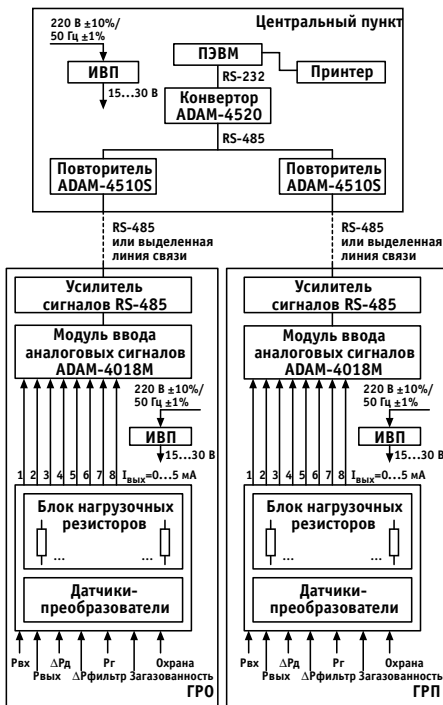 Центральный пункт
220 В ±10%/
50 Гц ±1%
ИВП
15...30 В
ПЭВМ
Принтер
RS-232
Конвертор
ADAM-4520
RS-485
Повторитель
ADAM-4510S
Повторитель
ADAM-4510S
RS-485
или выделенная
линия связи
RS-485
или выделенная
линия связи
Усилитель
сигналов RS-485
Модуль ввода
аналоговых сигналов
ADAM-4018M
220 В ±10%/
50 Гц ±1%
ИВП
15...30 В
1 2 3 4 5 6 7 8 Iвых=0...5 мА
Блок нагрузочных
резисторов
... ...
Датчики-
преобразователи
Рвх ΔРд Рг Охрана
Рвых ΔРфильтр Загазованность
ГРО
Усилитель
сигналов RS-485
Модуль ввода
аналоговых сигналов
ADAM-4018M
220 В ±10%/
50 Гц ±1%
ИВП
15...30 В
1 2 3 4 5 6 7 8 Iвых=0...5 мА
Блок нагрузочных
резисторов
... ...
Датчики-
преобразователи
Рвх ΔРд Рг Охрана
Рвых ΔРфильтр Загазованность
ГРП